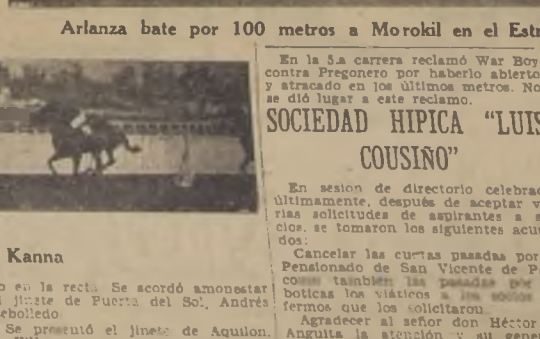 Arlanza bate por 100 metros a Morokil en el Estr
En la 5.a carrera reclamó War Boy
contra Pregonero por haberlo abierto
y atracado en los últimos metros. No
se dió lugar a este reclamo.
SOCIEDAD HIPICA "LUIS
COUSIÑO"
En sesion de directorio celebrad
últimamente, después de aceptar v
rias solicitudes de aspirantes a s
cios, se tomaron los siguientes acu
dos:
Cancelar las cuentas pasadas por
Pensionado de San Vicente de P
como también las pasadas por
boticas los viáticos a los socios
fermos que los solicitarou
Agradecer al señor don Héctor
Anguita la atención y su gener
Kanna
o en la recta. Se acordó amonestar
jinete de Puerta del Sol, Andrés
ebolledo
Se presentó el jinete de Aquilon.